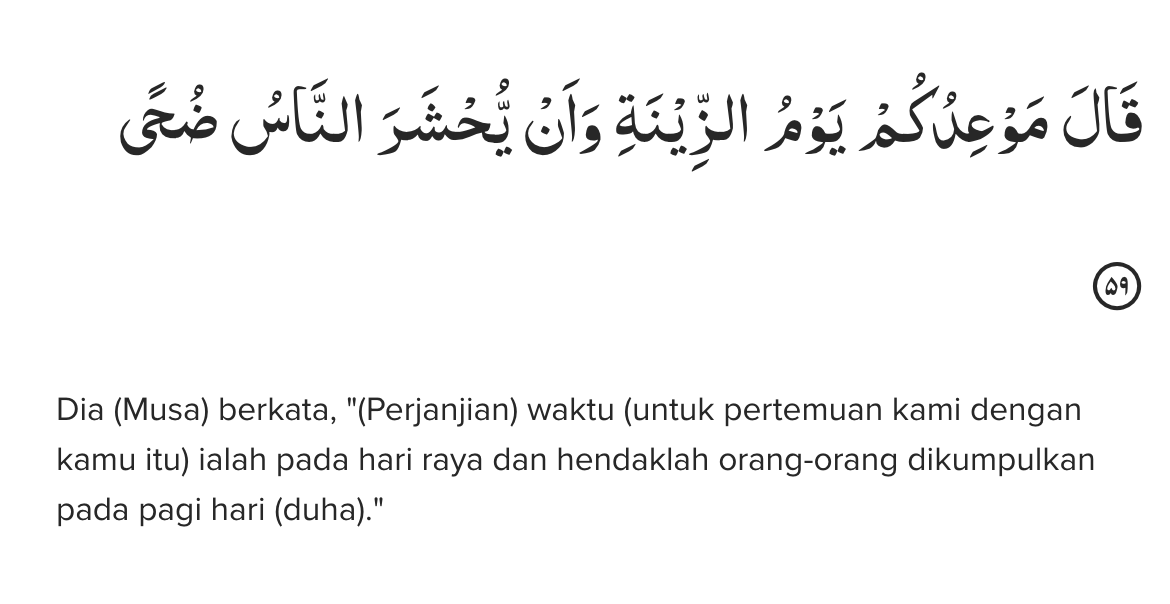 قَالَ مَوْعِدُكُمْ يَوْمُ الزِّيْنَةِ وَاَنْ يُّحْشَرَ النَّاسُ ضُحًى
۵۹
Dia (Musa) berkata, "(Perjanjian) waktu (untuk pertemuan kami dengan
kamu itu) ialah pada hari raya dan hendaklah orang-orang dikumpulkan
pada pagi hari (duha)."